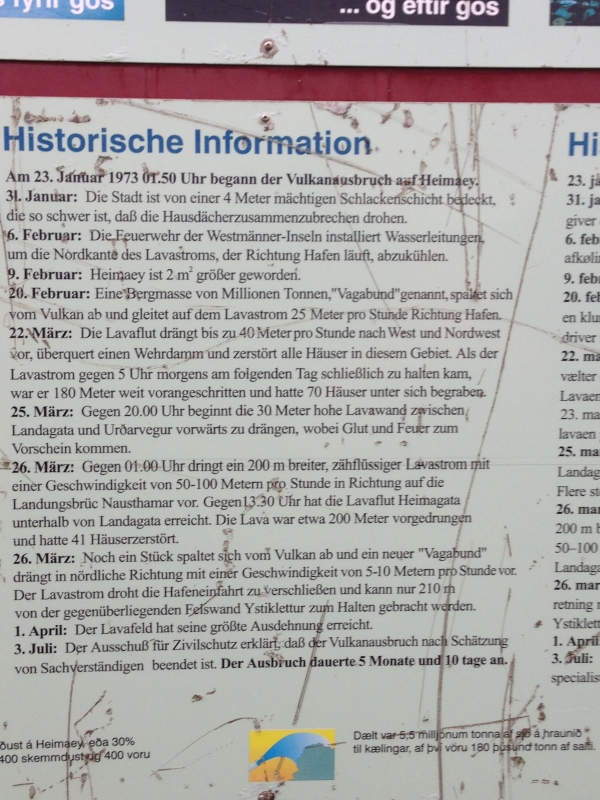 fyrir gos
... og eftir gos
Historische Information
Am 23. Januar 1973 01.50 Uhr begann der Vulkanausbruch auf Heimaey.
31. Januar: Die Stadt ist von einer 4 Meter mächtigen Schlackenschicht bedeckt,
die so schwer ist, daß die Hausdächerzusammenzubrechen drohen.
6. Februar: Die Feuerwehr der Westmänner-Inseln installiert Wasserleitungen,
um die Nordkante des Lavastroms, der Richtung Hafen läuft, abzukühlen.
9. Februar: Heimaey ist 2 m² größer geworden.
20. Februar: Eine Bergmasse von Millionen Tonnen,"Vagabund"genannt, spaltet sich
vom Vulkan ab und gleitet auf dem Lavastrom 25 Meter pro Stunde Richtung Hafen.
22. März: Die Lavaflut drängt bis zu 40 Meter pro Stunde nach West und Nordwest
vor, überquert einen Wehrdamm und zerstört alle Häuser in diesem Gebiet. Als der
Lavastrom gegen 5 Uhr morgens am folgenden Tag schließlich zu halten kam,
war er 180 Meter weit vorangeschritten und hatte 70 Häuser unter sich begraben.
25. März: Gegen 20.00 Uhr beginnt die 30 Meter hohe Lavawand zwischen
Landagata und Urðarvegur vorwärts zu drängen, wobei Glut und Feuer zum
Vorschein kommen.
26. März: Gegen 01.00 Uhr dringt ein 200 m breiter, zähflüssiger Lavastrom mit
einer Geschwindigkeit von 50-100 Metern pro Stunde in Richtung auf die
Landungsbrüc Nausthamar vor. Gegen13.30 Uhr hat die Lavaflut Heimagata
unterhalb von Landagata erreicht. Die Lava war etwa 200 Meter vorgedrungen
und hatte 41 Häuserzerstört.
26. März: Noch ein Stück spaltet sich vom Vulkan ab und ein neuer "Vagabund"
drängt in nördliche Richtung mit einer Geschwindigkeit von 5-10 Metern pro Stunde vor.
Der Lavastrom droht die Hafeneinfahrt zu verschließen und kann nur 210 m
von der gegenüberliegenden Felswand Ystiklettur zum Halten gebracht werden.
1. April: Der Lavafeld hat seine größte Ausdehnung erreicht.
3. Juli: Der Ausschuß für Zivilschutz erklärt, daß der Vulkanausbruch nach Schätzung
von Sachverständigen beendet ist. Der Ausbruch dauerte 5 Monate und 10 tage an.
Hi
23. ja
31. ja
giver
6. feb
afkølin
9. feb
20. feb
en klu
driver
22. ma
vælter
Lavaen
23. ma
lavaen
25. mar
Landag
Flere st
26. mar
200 m b
50–100
Landaga
26. mar
retning m
Ystiklett
1. April
3. Juli:
specialist
ðust á Heimaey, eða 30%
400 skemmdust og 400 voru
Dælt var 5,5 milljónum tonna af sjó á hraunið
til kælingar, af því voru 180 þúsund tonn af salti.